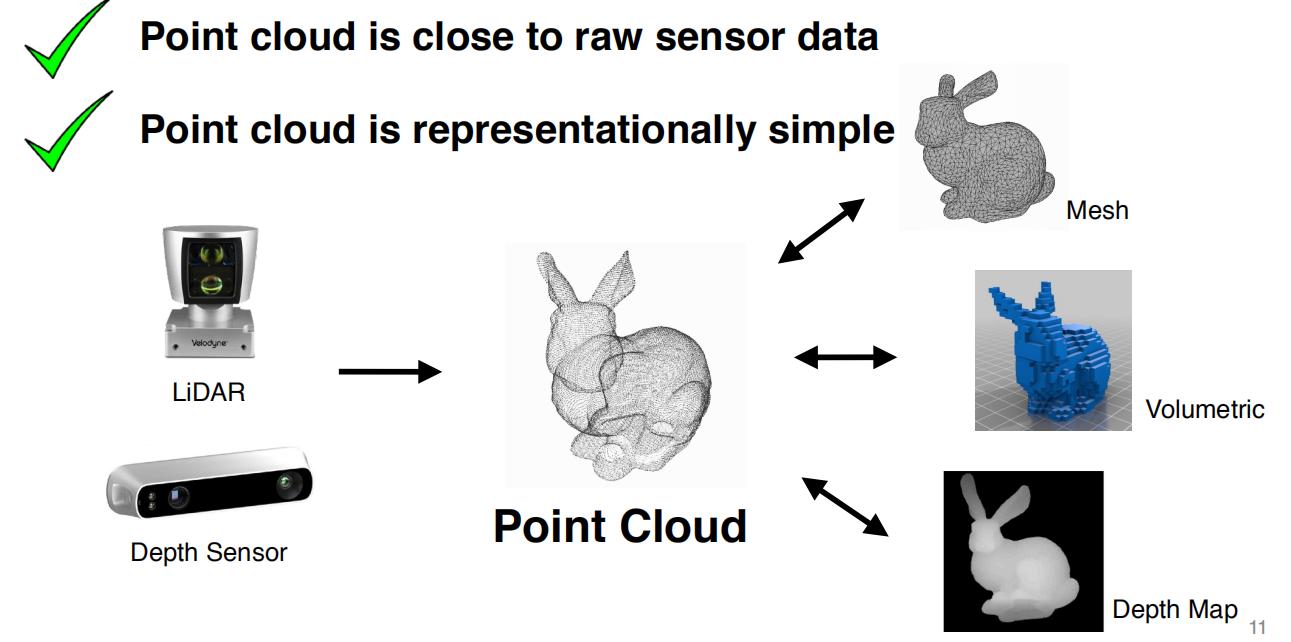 Point cloud is close to raw sensor data
Point cloud is representationally simple
Mesh
Velodyne
LiDAR
Volumetric
Point Cloud
Depth Sensor
Depth Map
11